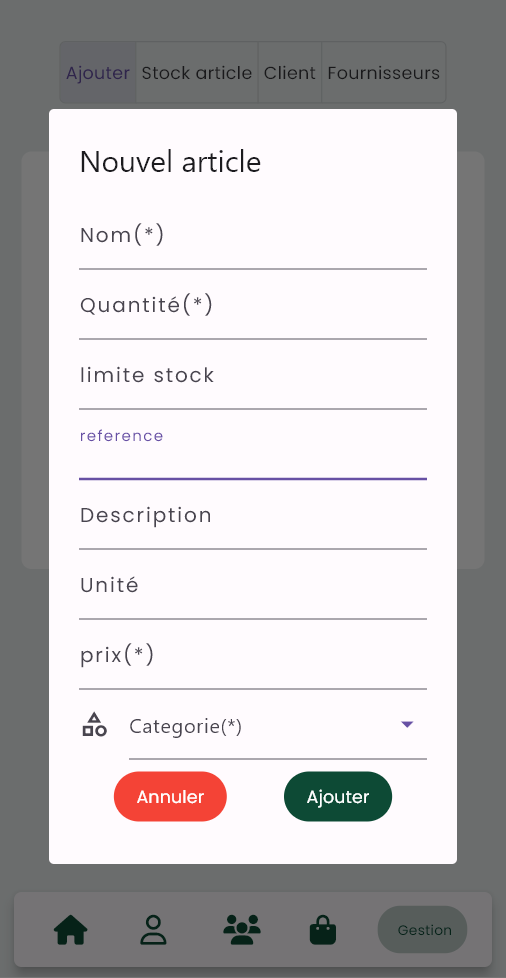 Ajouter Stock article Client Fournisseurs
Nouvel article
Nom(*)
Quantité(*)
limite stock
reference
Description
Unité
prix(*)
Categorie(*)
Annuler Ajouter
Gestion